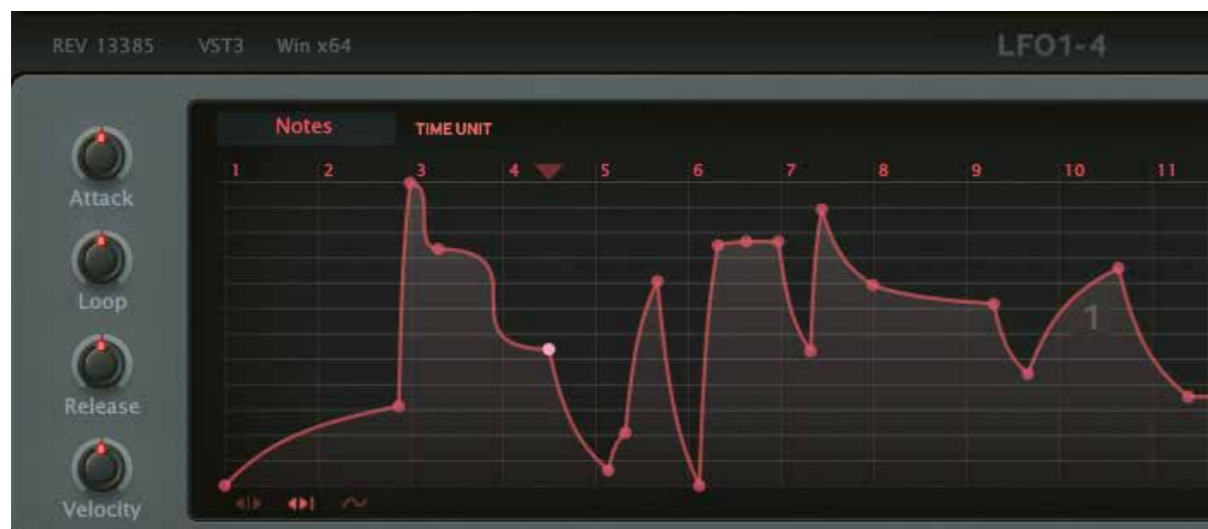 REV 13385 VST3 Win x64 LFO1-4
Notes TIME UNIT
1 2 3 4 5 6 7 8 9 10 11
Attack
Loop
1
Release
Velocity